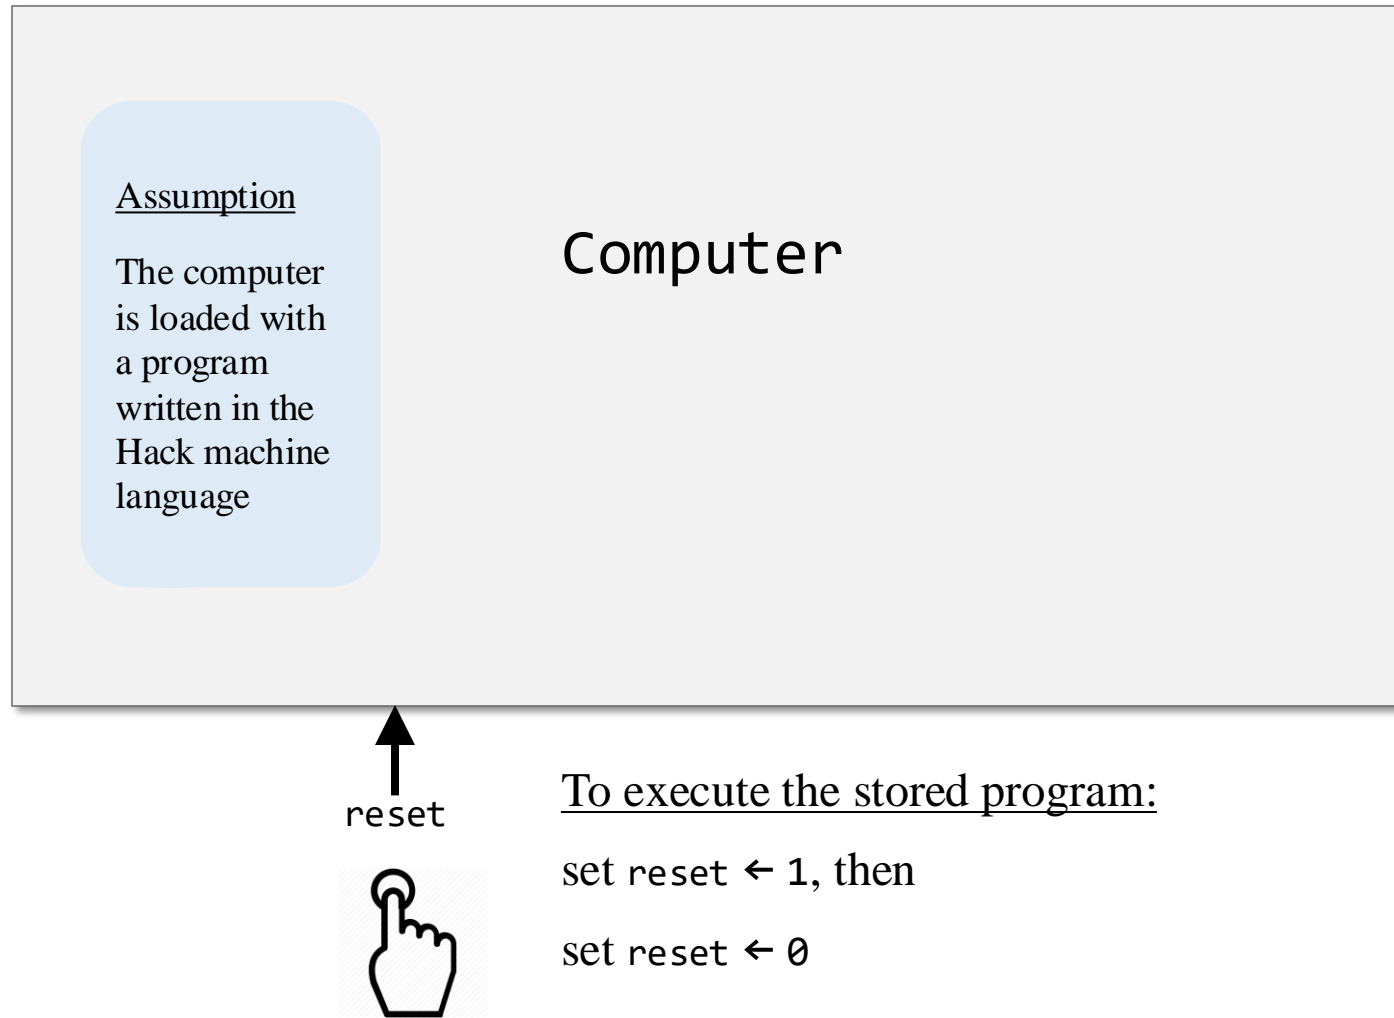 Assumption
The computer
is loaded with
a program
written in the
Hack machine
language
Computer
reset
To execute the stored program:
set reset ← 1, then
set reset ← 0